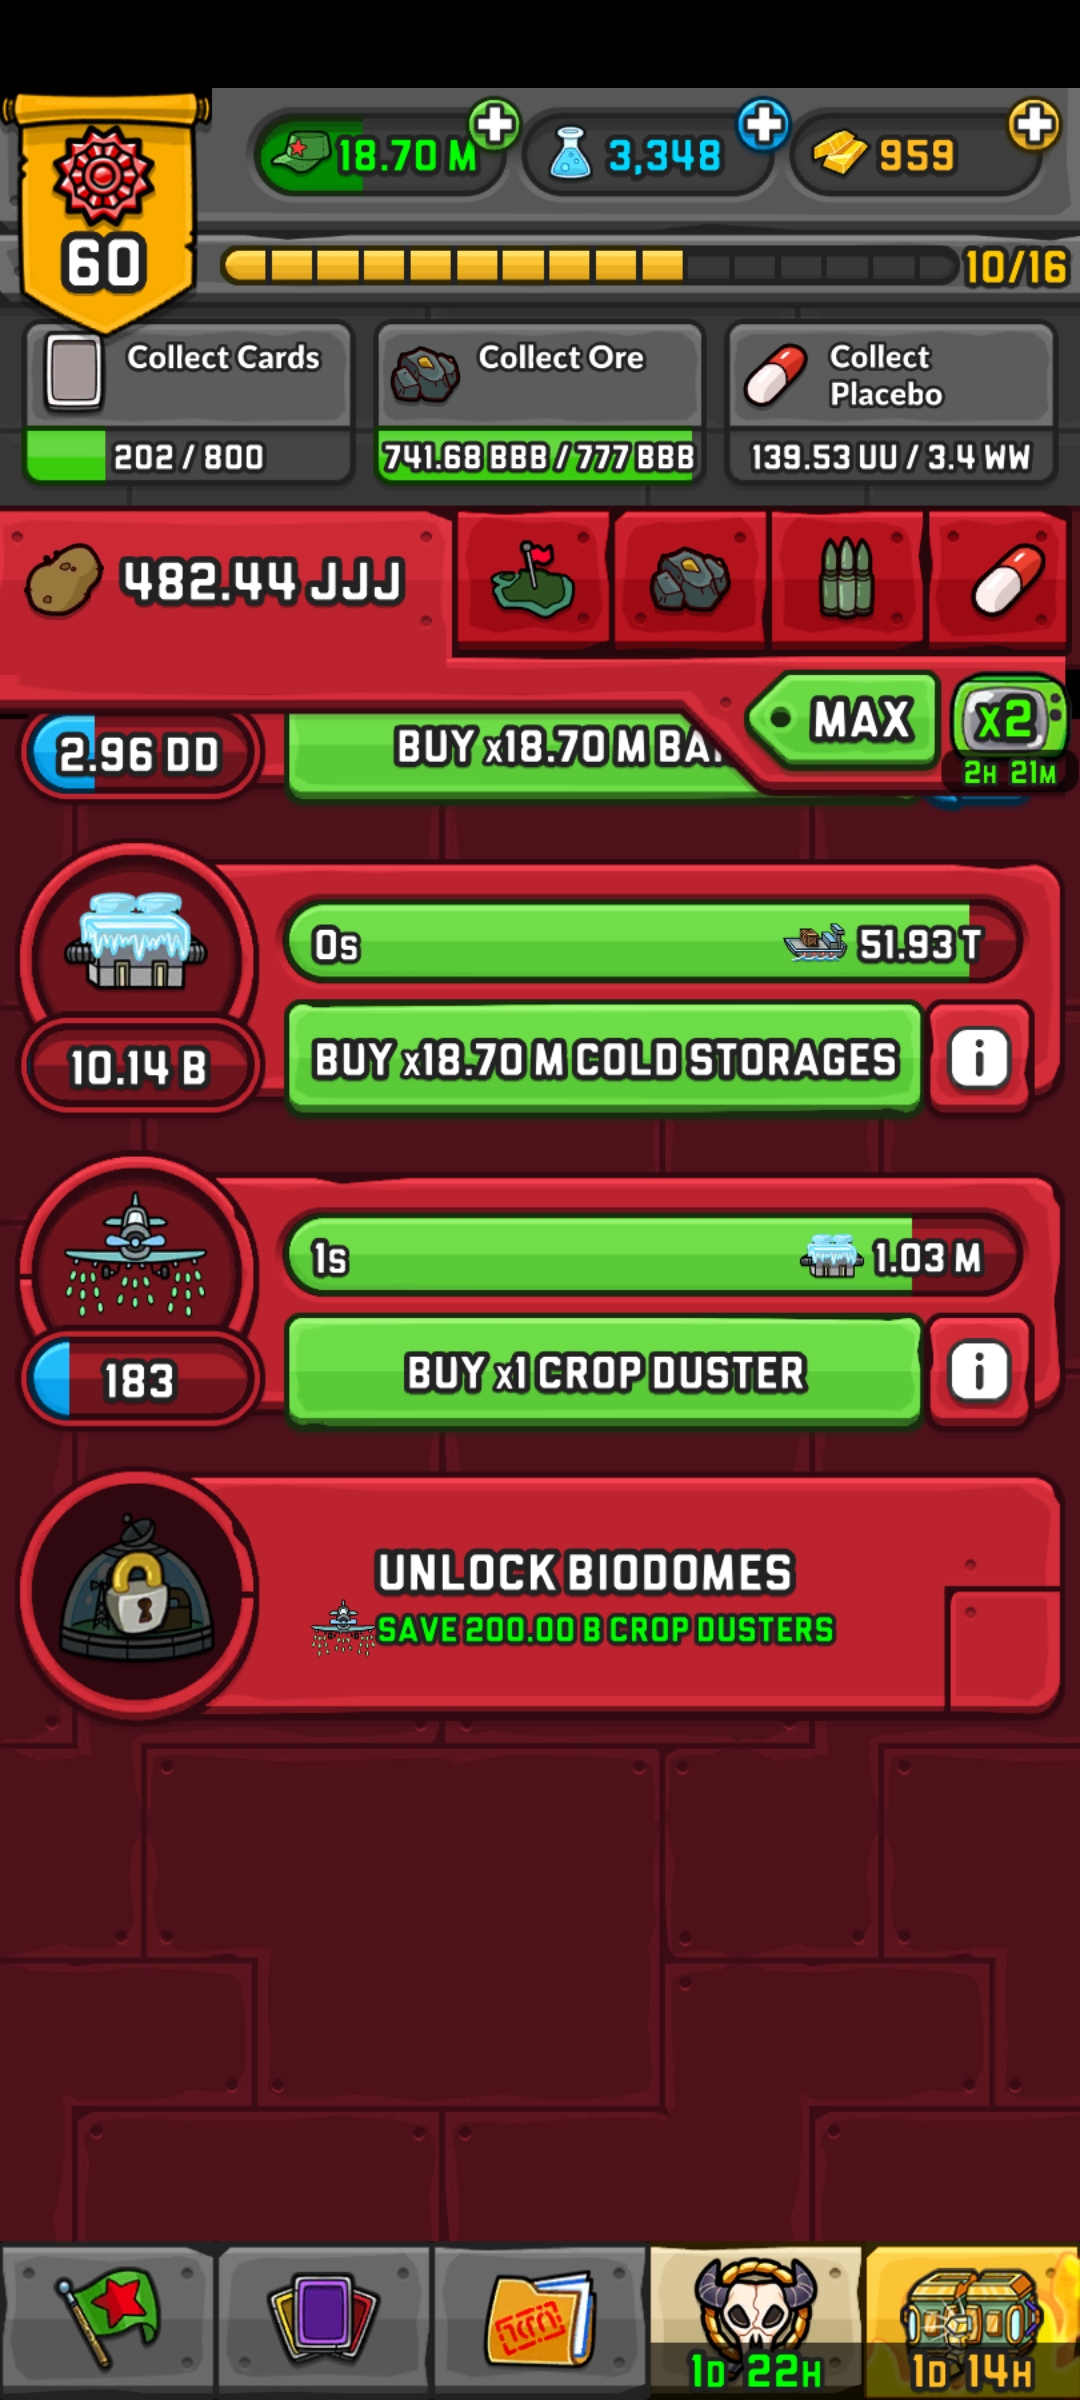 18.70 M
3,348
959
60
10/16
Collect Cards
202 / 800
Collect Ore
741.68 BBB / 777 BBB
Collect
Placebo
139.53 UU / 3.4 WW
482.44 JJJ
MAX
x2
2H 21M
2.96 DD
BUY x18.70 M
0s
51.93 T
10.14 B
BUY x18.70 M COLD STORAGES
i
1s
1.03 M
183
BUY x1 CROP DUSTER
i
UNLOCK BIODOMES
SAVE 200.00 B CROP DUSTERS
1D 22H
1D 14H